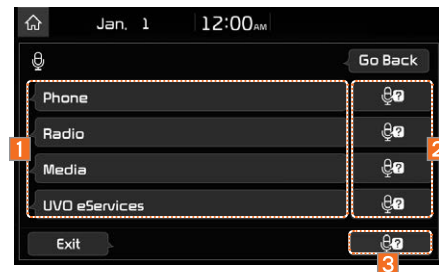 Jan. 1 12:00AM
Go Back
Phone
?
Radio
?
1
2
Media
?
UVO eServices
?
Exit
?
3